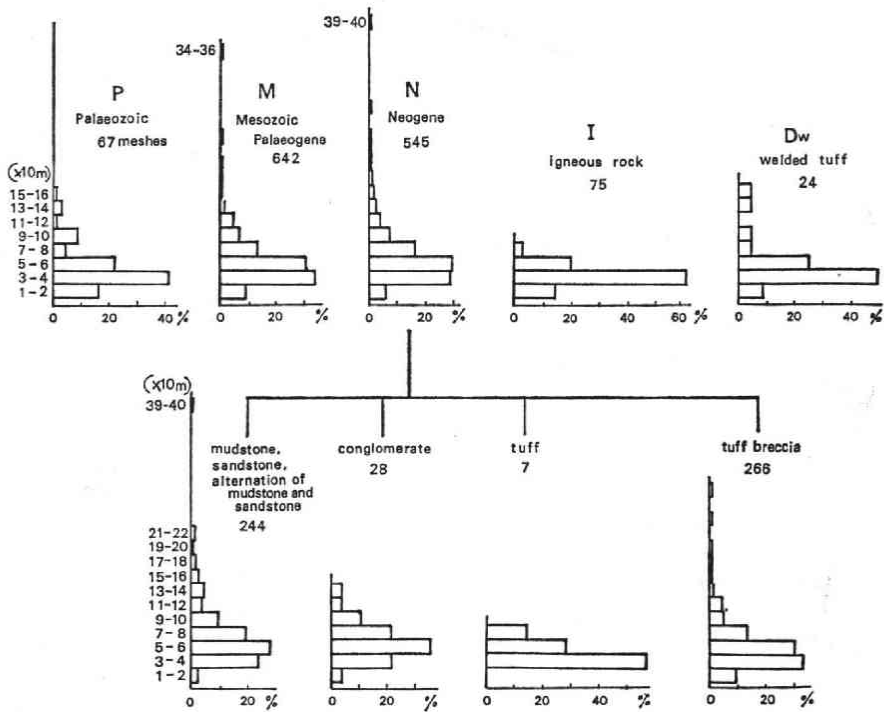 39-40
34-36
P
Palaeozoic
67 meshes
M
Mesozoic
Palaeogene
642
N
Neogene
545
I
igneous rock
75
Dw
welded tuff
24
(x10m)
15-16
13-14
11-12
9-10
7-8
5-6
3-4
1-2
0 20 40 %
0 20 %
0 20 30 %
0 20 40 60 %
0 20 40 %
(x10m)
39-40
mudstone,
sandstone,
alternation of
mudstone and
sandstone
244
conglomerate
28
tuff
7
tuff breccia
266
21-22
19-20
17-18
15-16
13-14
11-12
9-10
7-8
5-6
3-4
1-2
0 20 %
0 20 %
0 20 40 %
0 20 %